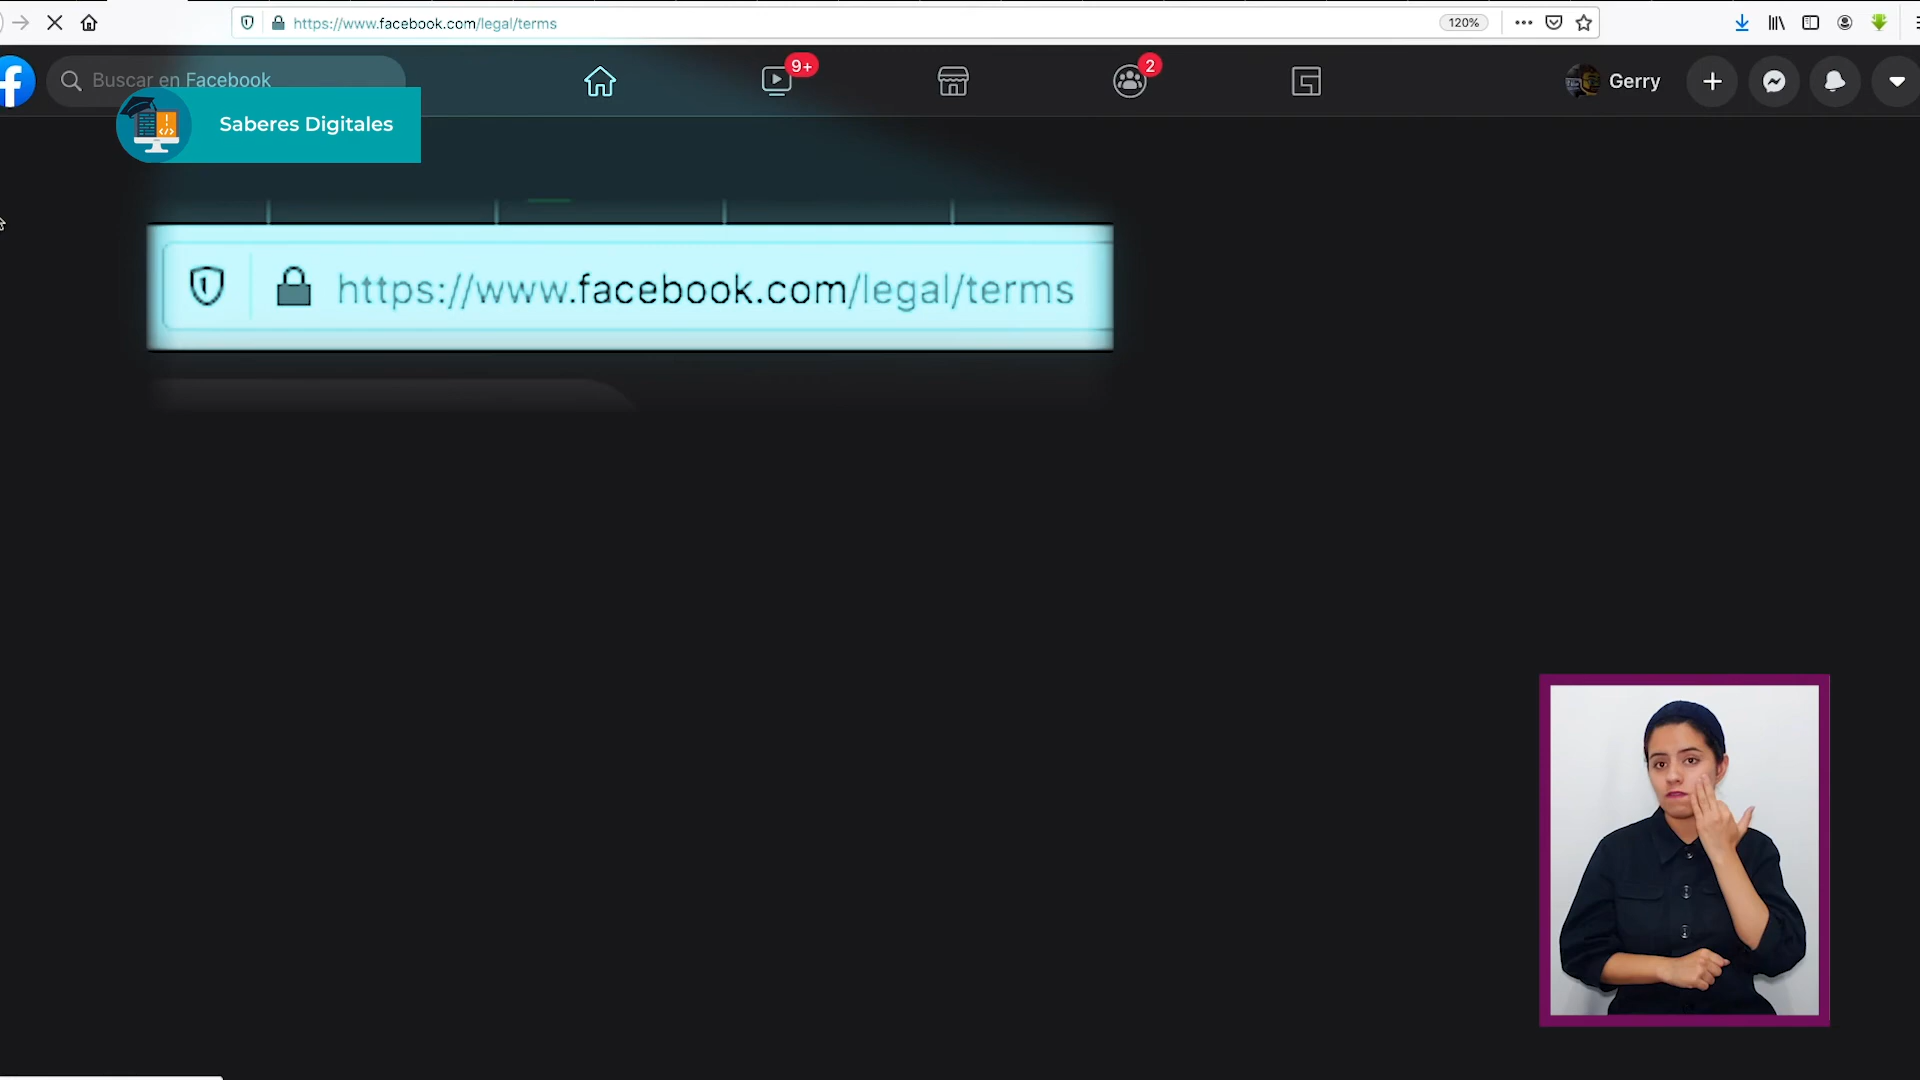 https://www.facebook.com/legal/terms
120%
Buscar en Facebook
9+
2
Gerry
Saberes Digitales
https://www.facebook.com/legal/terms